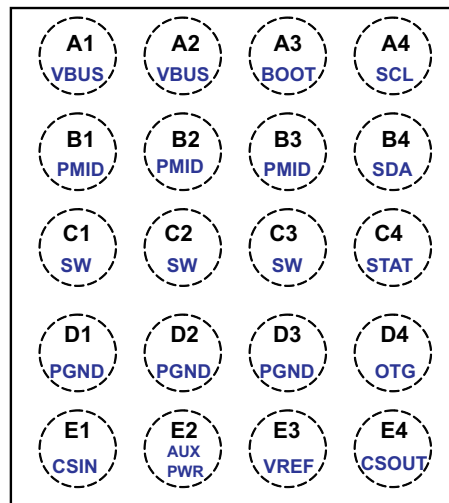 A1 A2 A3 A4
VBUS VBUS BOOT SCL
B1 B2 B3 B4
PMID PMID PMID SDA
C1 C2 C3 C4
SW SW SW STAT
D1 D2 D3 D4
PGND PGND PGND OTG
E1 E2 E3 E4
CSIN AUX PWR VREF CSOUT